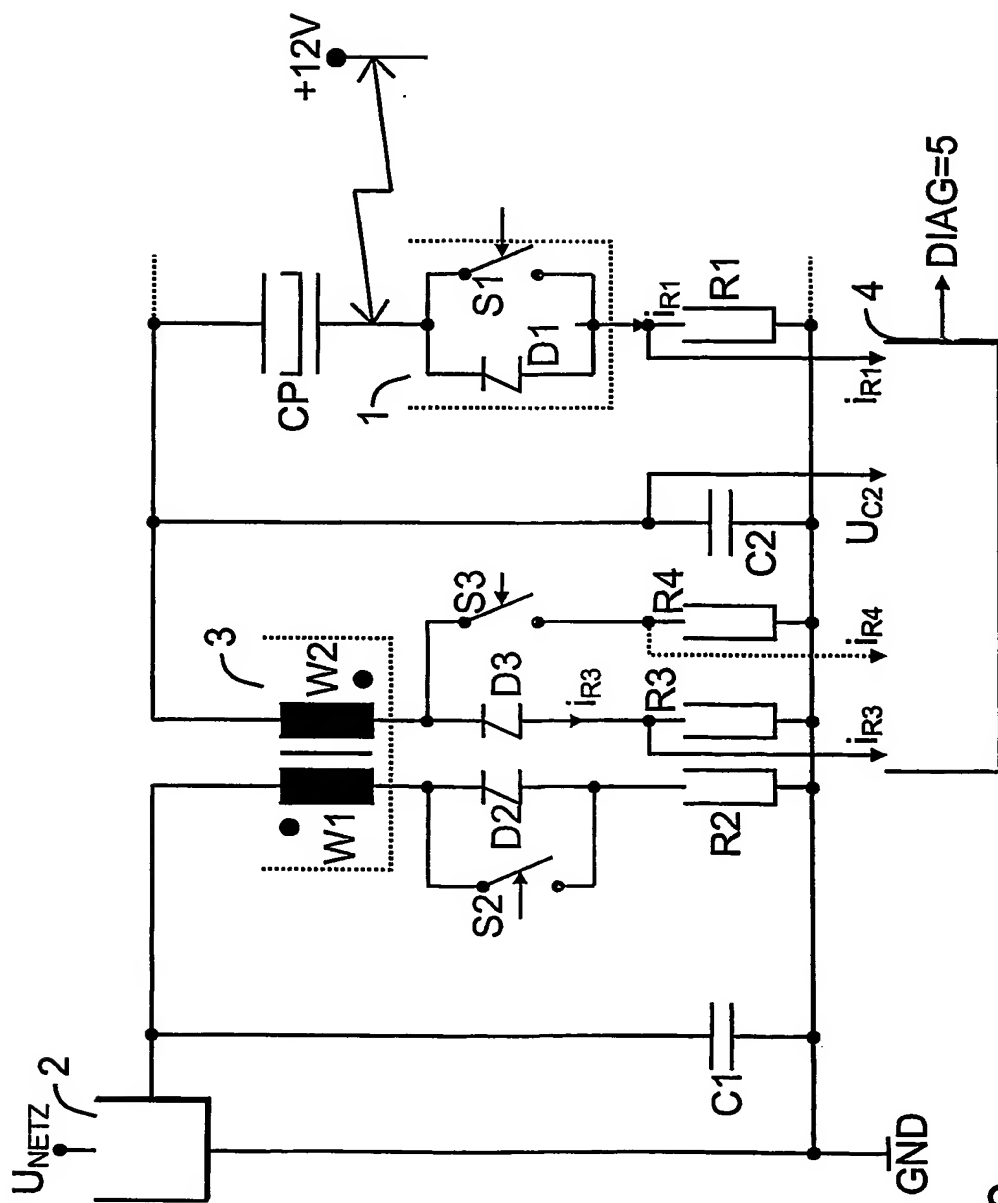 U_NETZ
2
+12V
3
W1
W2
CP
1
S1
D1
S2
D2
D3
S3
i_R3
i_R1
C1
R2
R3
R4
C2
R1
i_R3
i_R4
U_C2
i_R1
4
DIAG=5
GND